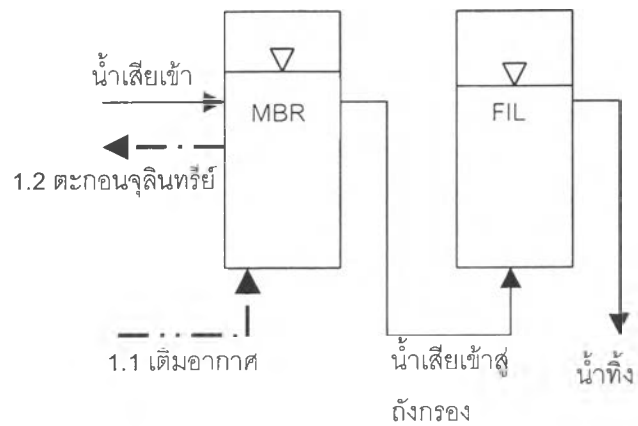 น้ำเสียเข้า
MBR
FIL
1.2 ตะกอนจุลินทรีย์
1.1 เติมอากาศ
น้ำเสียเข้าสู่
ถังกรอง
น้ำทิ้ง